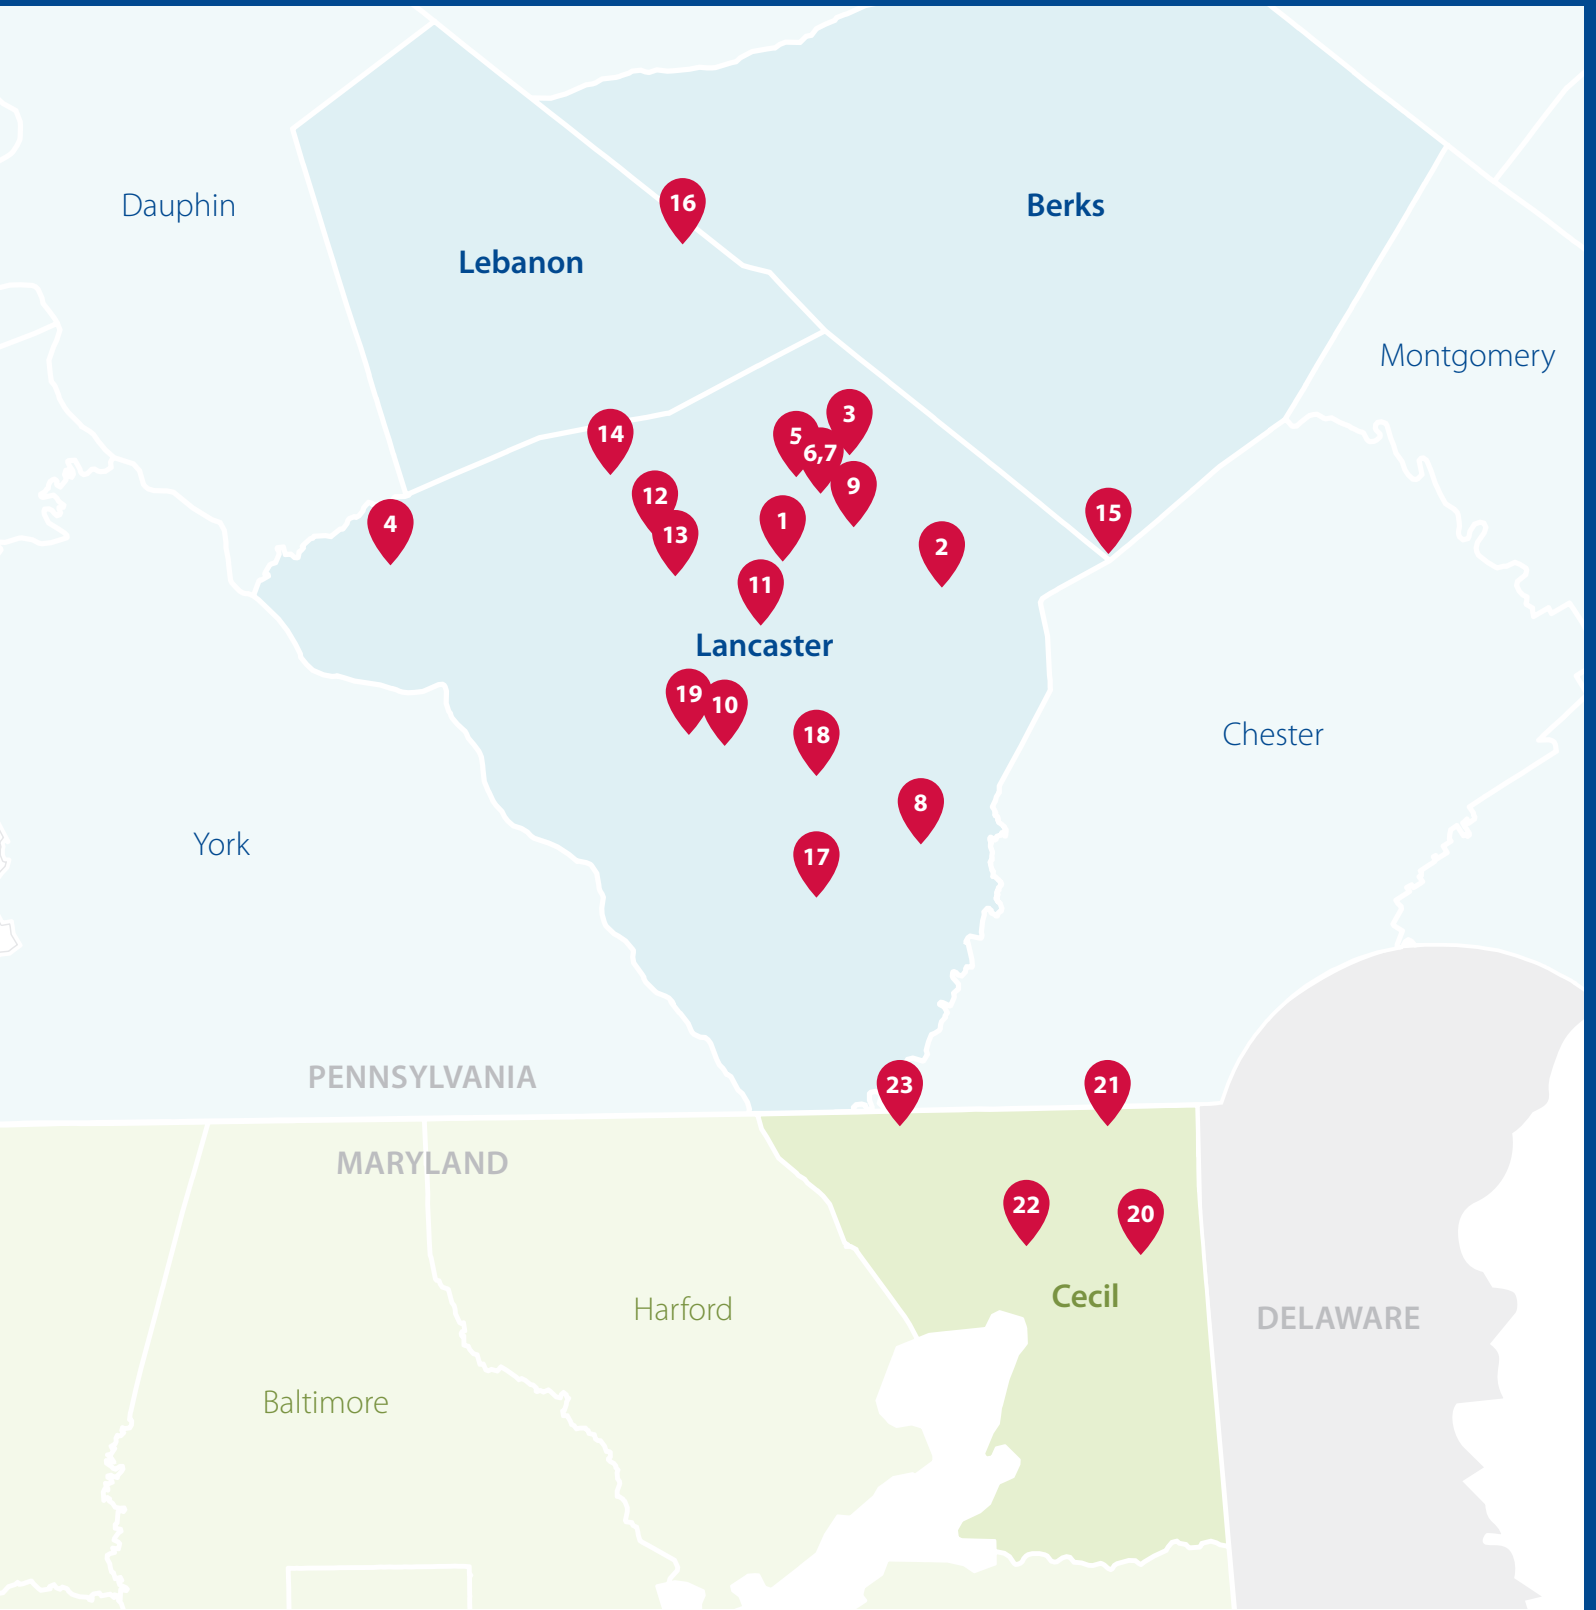 16
Dauphin
Berks
Lebanon
Montgomery
3
14
5
6,7
9
12
15
4
1
13
2
11
Lancaster
19
10
18
Chester
8
York
17
PENNSYLVANIA
23
21
MARYLAND
22
20
Cecil
Harford
DELAWARE
Baltimore